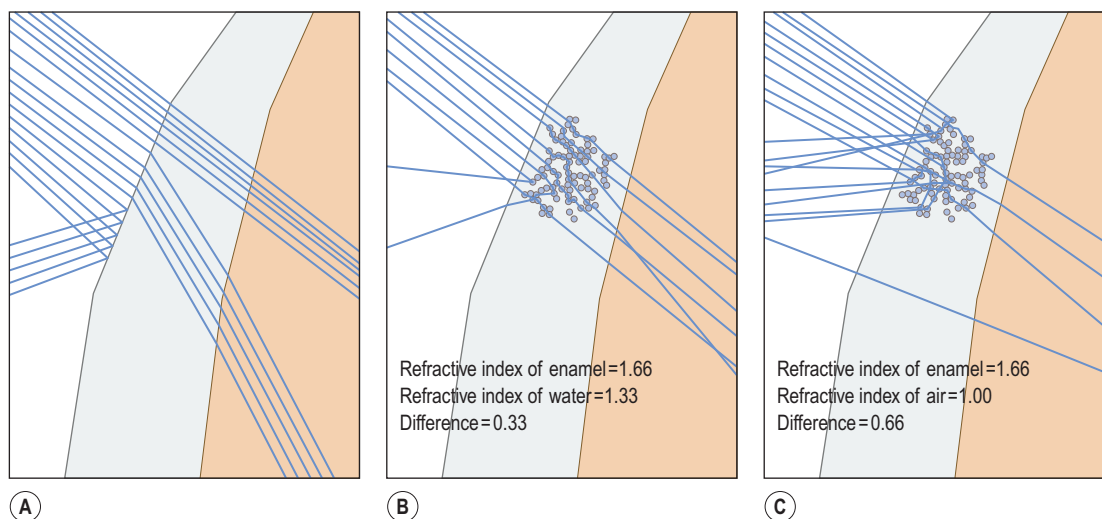 Refractive index of enamel=1.66
Refractive index of water=1.33
Difference=0.33
Refractive index of enamel=1.66
Refractive index of air=1.00
Difference=0.66
A
B
C